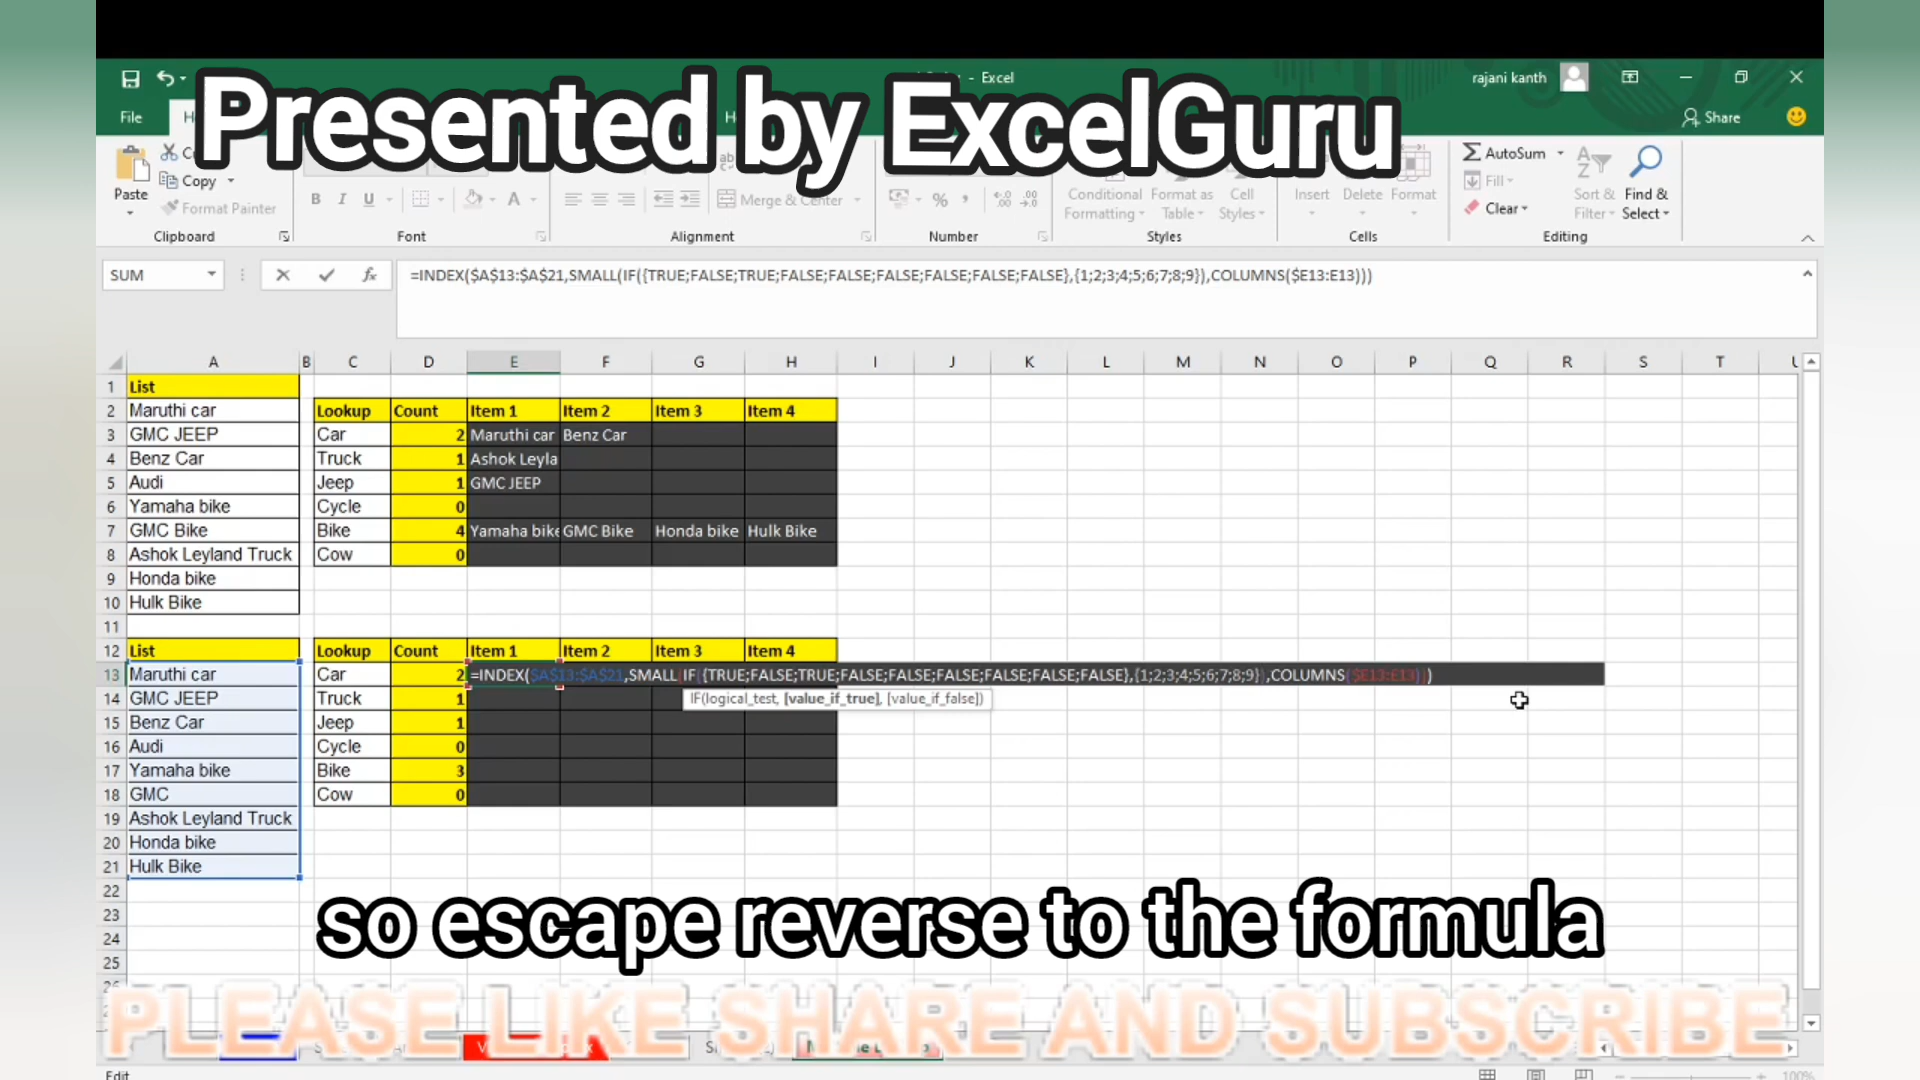 Presented by ExcelGuru
- Excel
rajani kanth
File
Share
Paste
Copy
Format Painter
Clipboard
B I U
Font
Merge & Center
Alignment
%
Number
Conditional Formatting
Format as Table
Cell Styles
Styles
Insert
Delete
Format
Cells
AutoSum
Fill
Clear
Sort & Filter
Find & Select
Editing
SUM
fx
=INDEX($A$13:$A$21,SMALL(IF({TRUE;FALSE;TRUE;FALSE;FALSE;FALSE;FALSE;FALSE;FALSE},{1;2;3;4;5;6;7;8;9}),COLUMNS($E13:E13)))
A B C D E F G H I J K L M N O P Q R S T
1 List
2 Maruthi car Lookup Count Item 1 Item 2 Item 3 Item 4
3 GMC JEEP Car 2 Maruthi car Benz Car
4 Benz Car Truck 1 Ashok Leyla
5 Audi Jeep 1 GMC JEEP
6 Yamaha bike Cycle 0
7 GMC Bike Bike 4 Yamaha bike GMC Bike Honda bike Hulk Bike
8 Ashok Leyland Truck Cow 0
9 Honda bike
10 Hulk Bike
11
12 List Lookup Count Item 1 Item 2 Item 3 Item 4
13 Maruthi car Car 2 =INDEX($A$13:$A$21,SMALL(IF({TRUE;FALSE;TRUE;FALSE;FALSE;FALSE;FALSE;FALSE;FALSE},{1;2;3;4;5;6;7;8;9}),COLUMNS($E13:E13)))
14 GMC JEEP Truck 1 IF(logical_test, [value_if_true], [value_if_false])
15 Benz Car Jeep 1
16 Audi Cycle 0
17 Yamaha bike Bike 3
18 GMC Cow 0
19 Ashok Leyland Truck
20 Honda bike
21 Hulk Bike
22
23
24
25
so escape reverse to the formula
PLEASE LIKE SHARE AND SUBSCRIBE
Edit
100%